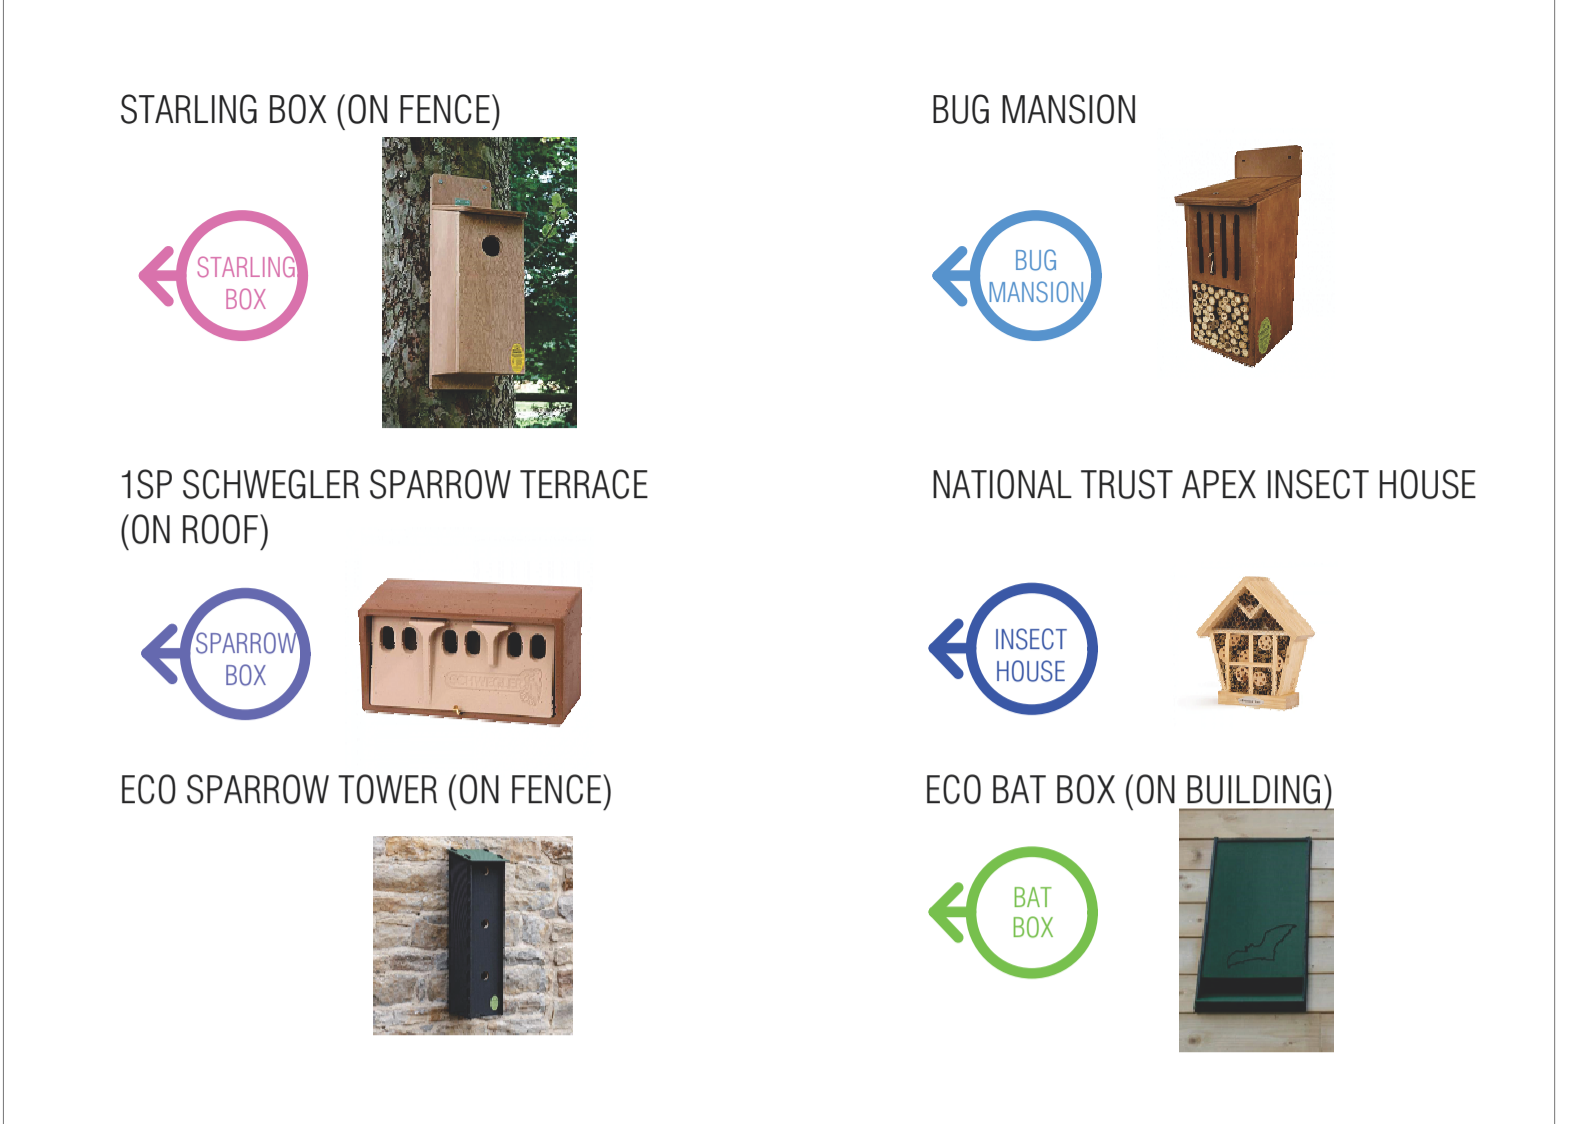 STARLING BOX (ON FENCE)
STARLING
BOX
BUG MANSION
BUG
MANSION
1SP SCHWEGLER SPARROW TERRACE
(ON ROOF)
SPARROW
BOX
SCHWEGLER
NATIONAL TRUST APEX INSECT HOUSE
INSECT
HOUSE
ECO SPARROW TOWER (ON FENCE)
ECO BAT BOX (ON BUILDING)
BAT
BOX